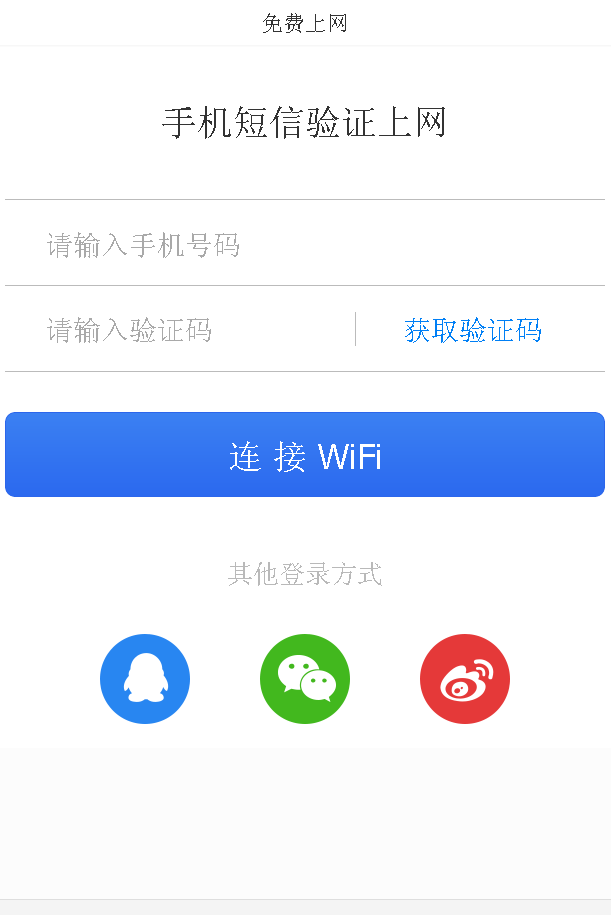 免费上网
手机短信验证上网
请输入手机号码
请输入验证码 获取验证码
连 接 WiFi
其他登录方式